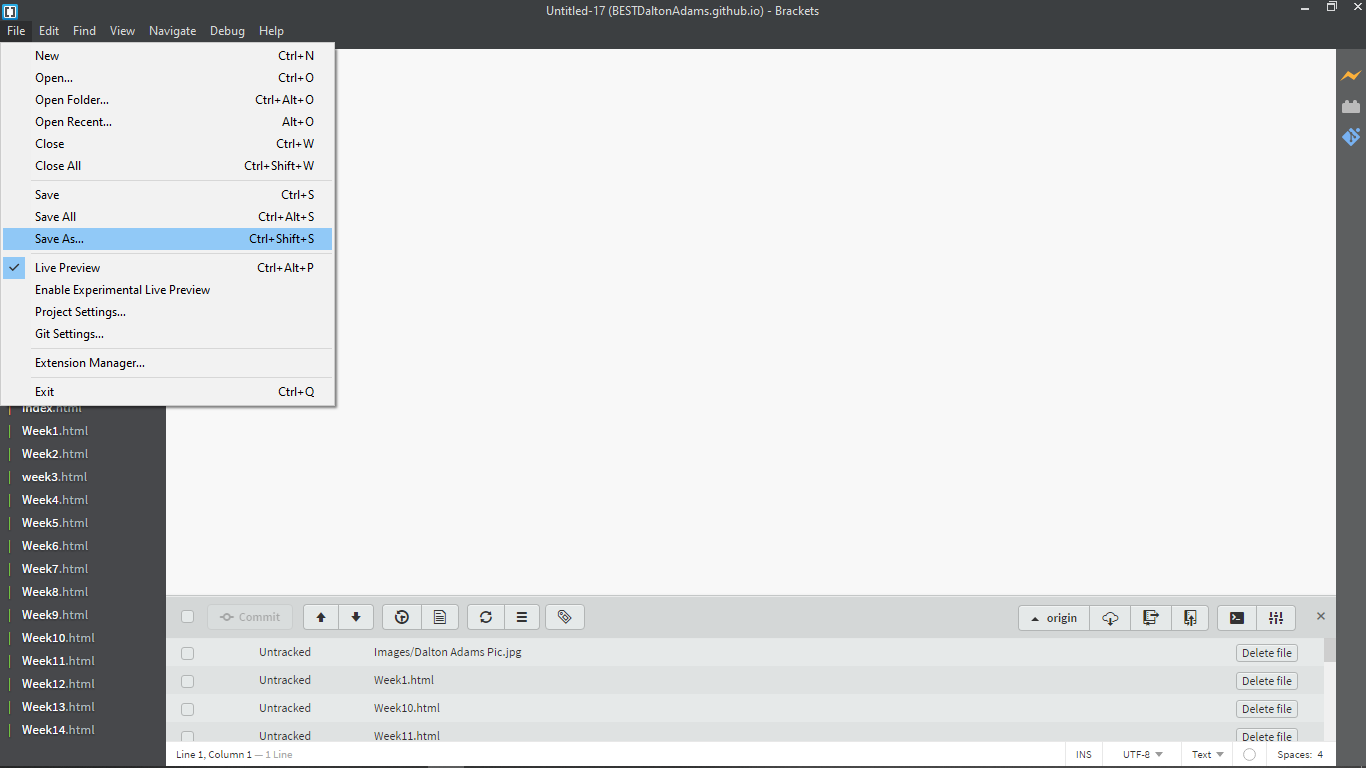 Untitled-17 (BESTDaltonAdams.github.io) - Brackets
File Edit Find View Navigate Debug Help
New Ctrl+N
Open... Ctrl+O
Open Folder... Ctrl+Alt+O
Open Recent... Alt+O
Close Ctrl+W
Close All Ctrl+Shift+W
Save Ctrl+S
Save All Ctrl+Alt+S
Save As... Ctrl+Shift+S
Live Preview Ctrl+Alt+P
Enable Experimental Live Preview
Project Settings...
Git Settings...
Extension Manager...
Exit Ctrl+Q
index.html
Week1.html
Week2.html
week3.html
Week4.html
Week5.html
Week6.html
Week7.html
Week8.html
Week9.html
Week10.html
Week11.html
Week12.html
Week13.html
Week14.html
Commit origin
Untracked Images/Dalton Adams Pic.jpg Delete file
Untracked Week1.html Delete file
Untracked Week10.html Delete file
Untracked Week11.html Delete file
Line 1, Column 1 — 1 Line INS UTF-8 Text Spaces: 4